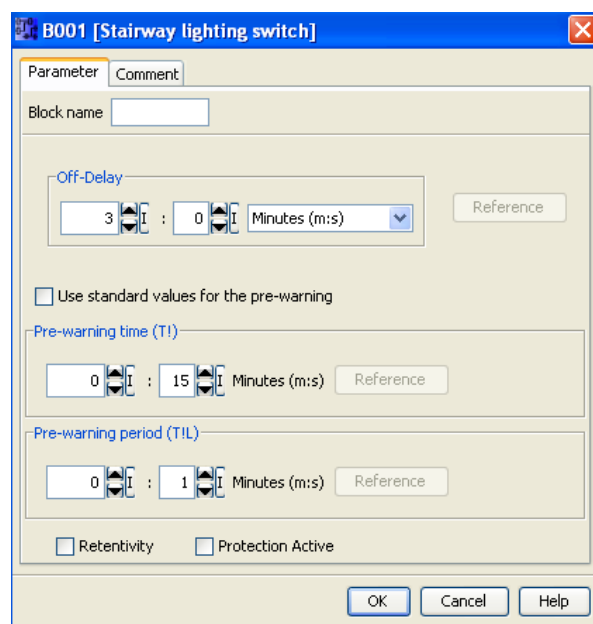 B001 [Stairway lighting switch]
Parameter Comment
Block name
Off-Delay
3 : 0 Minutes (m:s) Reference
Use standard values for the pre-warning
Pre-warning time (T!)
0 : 15 Minutes (m:s) Reference
Pre-warning period (T!L)
0 : 1 Minutes (m:s) Reference
Retentivity Protection Active
OK Cancel Help